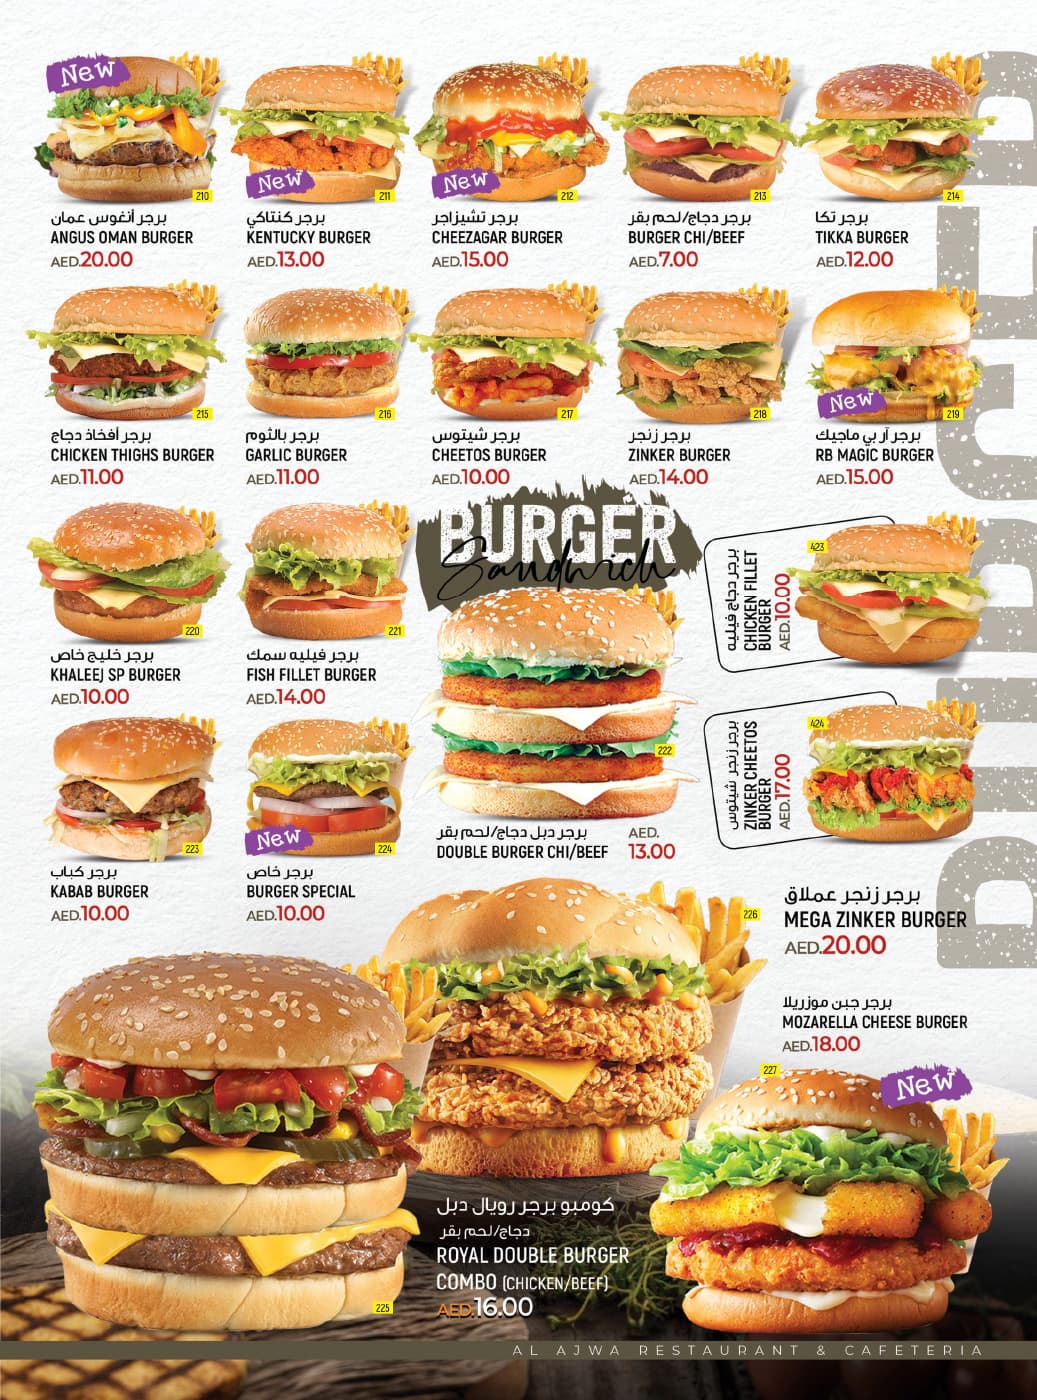 New
210
برجر أنغوس عمان
ANGUS OMAN BURGER
AED.20.00
New
211
برجر كنتاكي
KENTUCKY BURGER
AED.13.00
New
212
برجر تشيزاجر
CHEEZAGAR BURGER
AED.15.00
213
برجر دجاج/لحم بقر
BURGER CHI/BEEF
AED.7.00
214
برجر تكا
TIKKA BURGER
AED.12.00
215
برجر أفخاذ دجاج
CHICKEN THIGHS BURGER
AED.11.00
216
برجر بالثوم
GARLIC BURGER
AED.11.00
217
برجر شيتوس
CHEETOS BURGER
AED.10.00
218
برجر زنجر
ZINKER BURGER
AED.14.00
New
219
برجر آر بي ماجيك
RB MAGIC BURGER
AED.15.00
220
برجر خليج خاص
KHALEEJ SP BURGER
AED.10.00
221
برجر فيليه سمك
FISH FILLET BURGER
AED.14.00
BURGER
Sandwich
423
برجر دجاج فيليه
CHICKEN FILLET
BURGER
AED.10.00
222
برجر دبل دجاج/لحم بقر
DOUBLE BURGER CHI/BEEF
AED.
13.00
424
برجر زنجر شيتوس
ZINKER CHEETOS
BURGER
AED.17.00
223
برجر كباب
KABAB BURGER
AED.10.00
New
224
برجر خاص
BURGER SPECIAL
AED.10.00
226
برجر زنجر عملاق
MEGA ZINKER BURGER
AED.20.00
برجر جبن موزريلا
MOZARELLA CHEESE BURGER
AED.18.00
227
New
225
كومبو برجر رويال دبل
دجاج/لحم بقر
ROYAL DOUBLE BURGER
COMBO (CHICKEN/BEEF)
AED.16.00
AL AJWA RESTAURANT & CAFETERIA